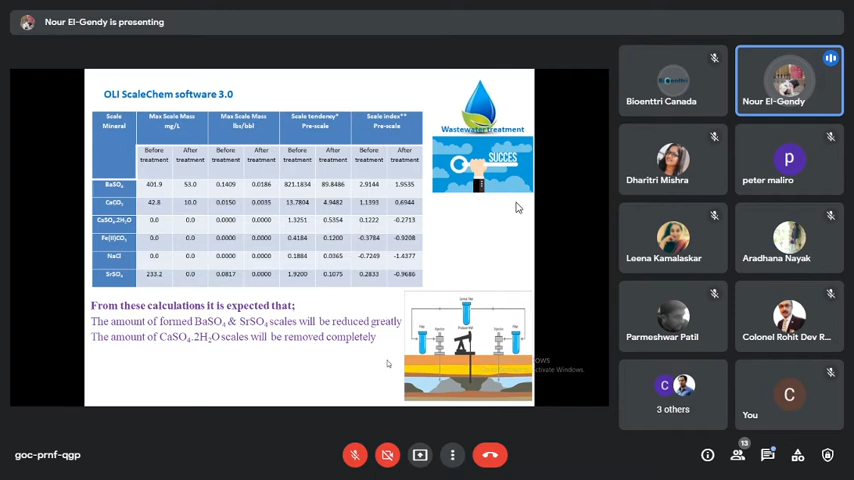 Nour El-Gendy is presenting
OLI ScaleChem software 3.0
Scale Mineral | Max Scale Mass mg/L | Max Scale Mass lbs/bbl | Scale tendency* Pre-scale | Scale index** Pre-scale
Before treatment | After treatment | Before treatment | After treatment | Before treatment | After treatment | Before treatment | After treatment
BaSO₄ 401.9 53.0 0.1409 0.0186 821.1834 89.8486 2.9144 1.9535
CaCO₃ 42.8 10.0 0.0150 0.0035 13.7804 4.9482 1.1393 0.6944
CaSO₄.2H₂O 0.0 0.0 0.0000 0.0000 1.3251 0.5354 0.1222 -0.2713
Fe(II)CO₃ 0.0 0.0 0.0000 0.0000 0.4184 0.1200 -0.3784 -0.9208
NaCl 0.0 0.0 0.0000 0.0000 0.1884 0.0365 -0.7249 -1.4377
SrSO₄ 233.2 0.0 0.0817 0.0000 1.9200 0.1075 0.2833 -0.9686
Wastewater treatment
SUCCES
From these calculations it is expected that;
The amount of formed BaSO₄ & SrSO₄ scales will be reduced greatly
The amount of CaSO₄.2H₂O scales will be removed completely
Bioenttri
Bioenttri Canada
Nour El-Gendy
Dharitri Mishra
p
peter maliro
Leena Kamalaskar
Aradhana Nayak
Parmeshwar Patil
Colonel Rohit Dev R...
C
3 others
C
You
goc-prnf-qgp
13